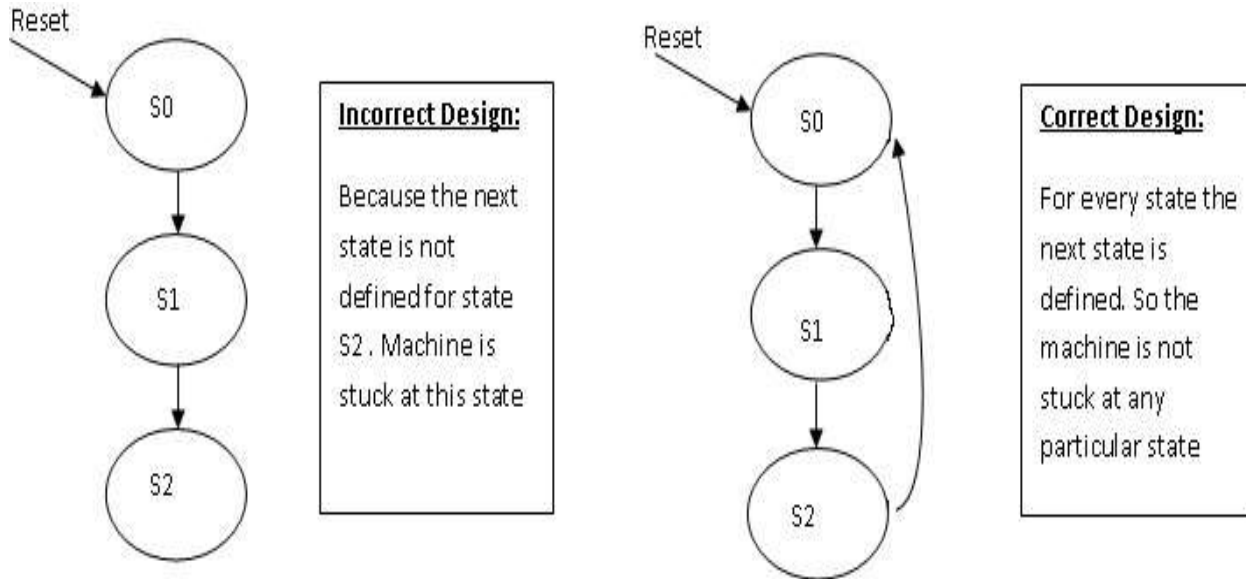 Reset
S0
S1
S2
Incorrect Design:
Because the next
state is not
defined for state
S2 . Machine is
stuck at this state
Reset
S0
S1
S2
Correct Design:
For every state the
next state is
defined. So the
machine is not
stuck at any
particular state